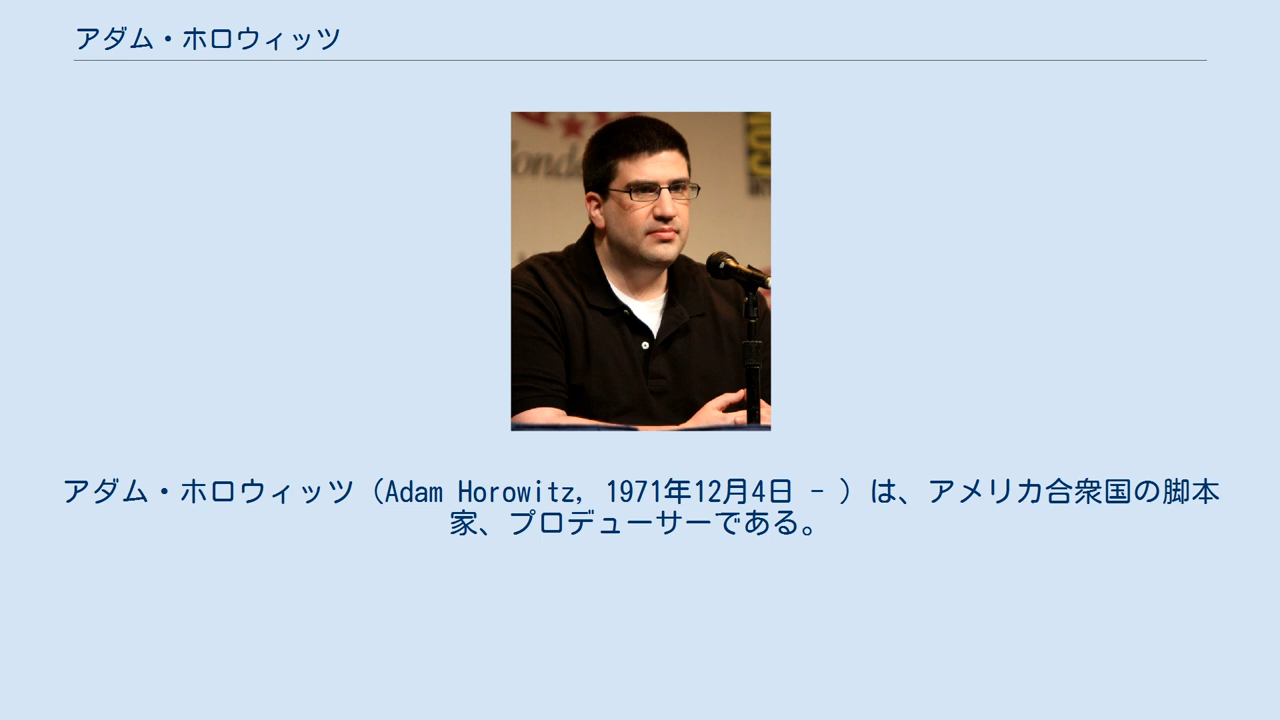 アダム・ホロウィッツ
onde
CON
アダム・ホロウィッツ（Adam Horowitz, 1971年12月4日 - ）は、アメリカ合衆国の脚本
家、プロデューサーである。